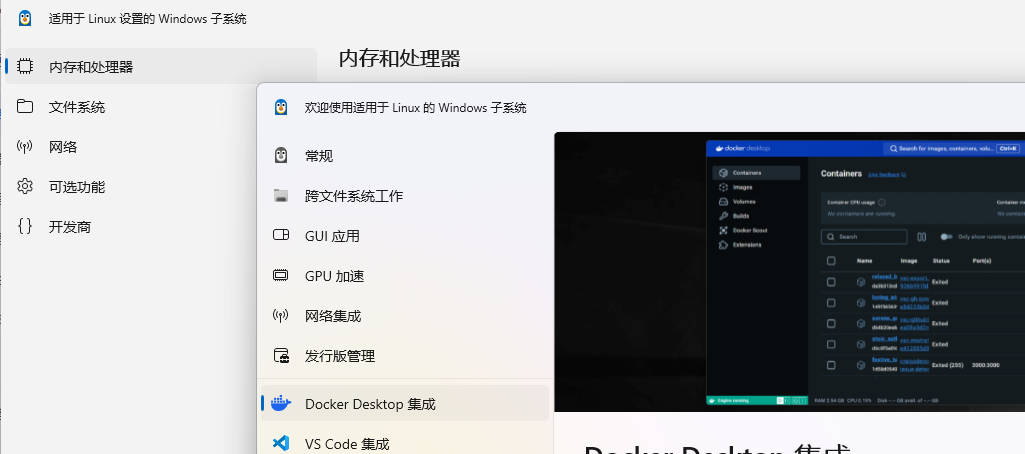 适用于 Linux 设置的 Windows 子系统
内存和处理器
文件系统
网络
可选功能
开发商
内存和处理器
欢迎使用适用于 Linux 的 Windows 子系统
常规
跨文件系统工作
GUI 应用
GPU 加速
网络集成
发行版管理
Docker Desktop 集成
VS Code 集成
docker desktop
Search for images, containers, volu...
Ctrl+K
Containers
Images
Volumes
Builds
Docker Scout
Extensions
Containers
Give feedback
Container CPU usage
No containers are running.
Container m
No contai
Search
Only show running contai
Name Image Status Port(s)
Exited
Exited
Exited
Exited
Exited (255) 3000:3000
Engine running
RAM 2.94 GB CPU 0.19% Disk -.-- GB avail. of -.-- GB
Docker Desktop 集成